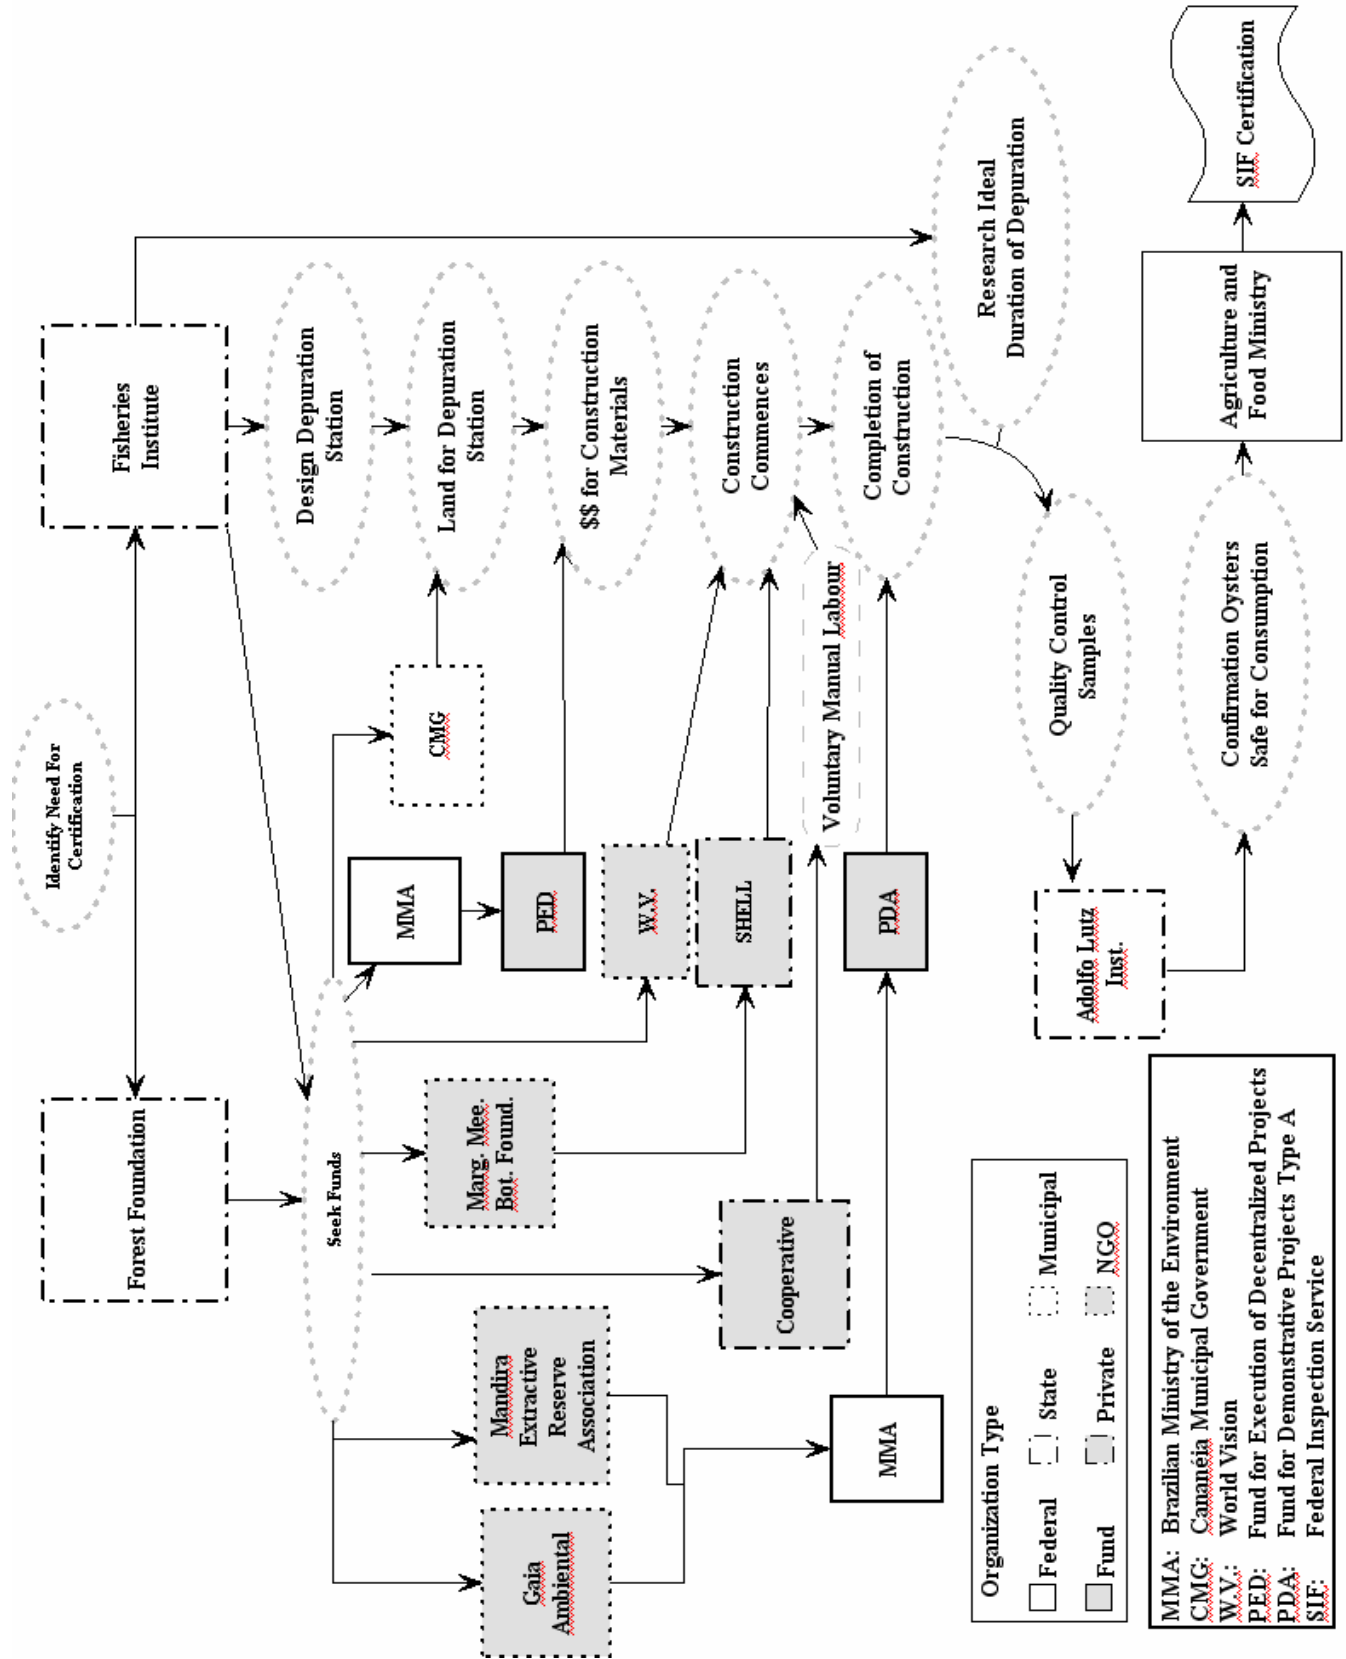 Identify Need For
Certification
Forest Foundation
Fisheries
Institute
Seek Funds
Design Depuration
Station
Land for Depuration
Station
$$ for Construction
Materials
Construction
Commences
Completion of
Construction
Research Ideal
Duration of Depuration
Gaia
Ambiental
Mandira
Extractive
Reserve
Association
Cooperative
Marg. Mee.
Bot. Found.
MMA
CMG
PED
W.V.
SHELL
Voluntary Manual Labour
MMA
PDA
Quality Control
Samples
Adolfo Lutz
Inst.
Confirmation Oysters
Safe for Consumption
Agriculture and
Food Ministry
SIF Certification
Organization Type
Federal
State
Municipal
Fund
Private
NGO
MMA: Brazilian Ministry of the Environment
CMG: Cananéia Municipal Government
W.V.: World Vision
PED: Fund for Execution of Decentralized Projects
PDA: Fund for Demonstrative Projects Type A
SIF: Federal Inspection Service